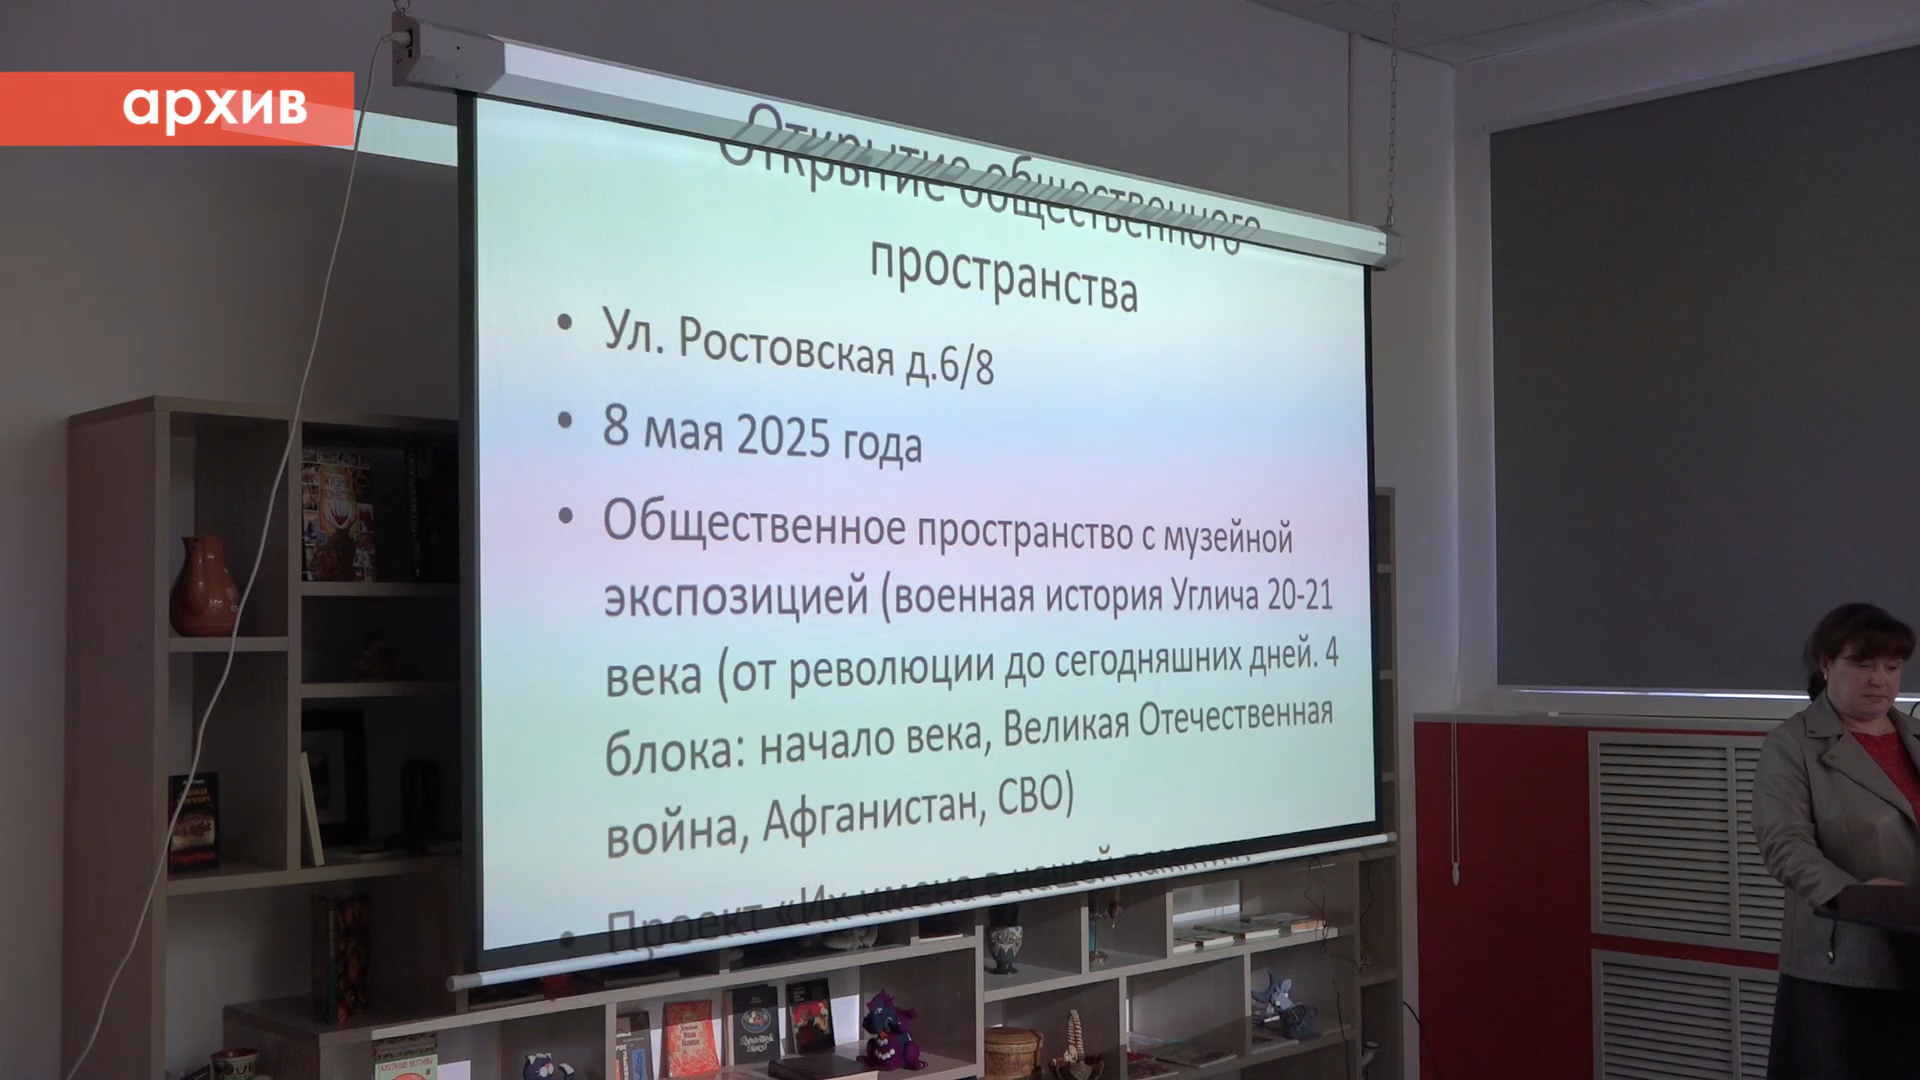 архив
Открытие общественного
пространства
• Ул. Ростовская д.6/8
• 8 мая 2025 года
• Общественное пространство с музейной
экспозицией (военная история Углича 20-21
века (от революции до сегодняшних дней. 4
блока: начало века, Великая Отечественная
война, Афганистан, СВО)
• Проект «Их имена в нашей памяти».